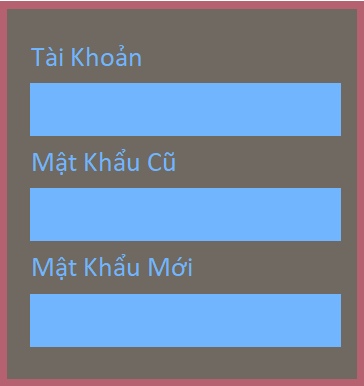 Tài Khoản
Mật Khẩu Cũ
Mật Khẩu Mới